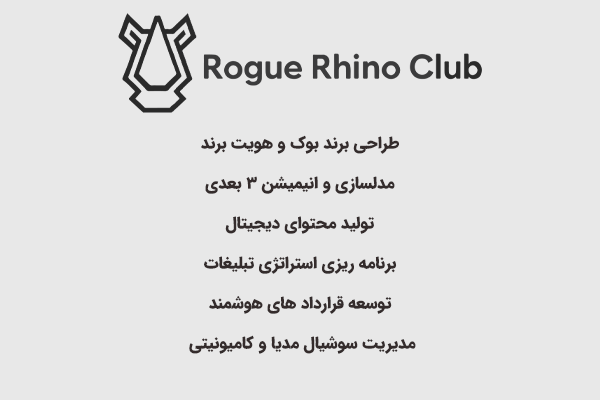 Rogue Rhino Club
طراحی برند بوک و هویت برند
مدلسازی و انیمیشن ۳ بعدی
تولید محتوای دیجیتال
برنامه ریزی استراتژی تبلیغات
توسعه قرارداد های هوشمند
مدیریت سوشیال مدیا و کامیونیتی